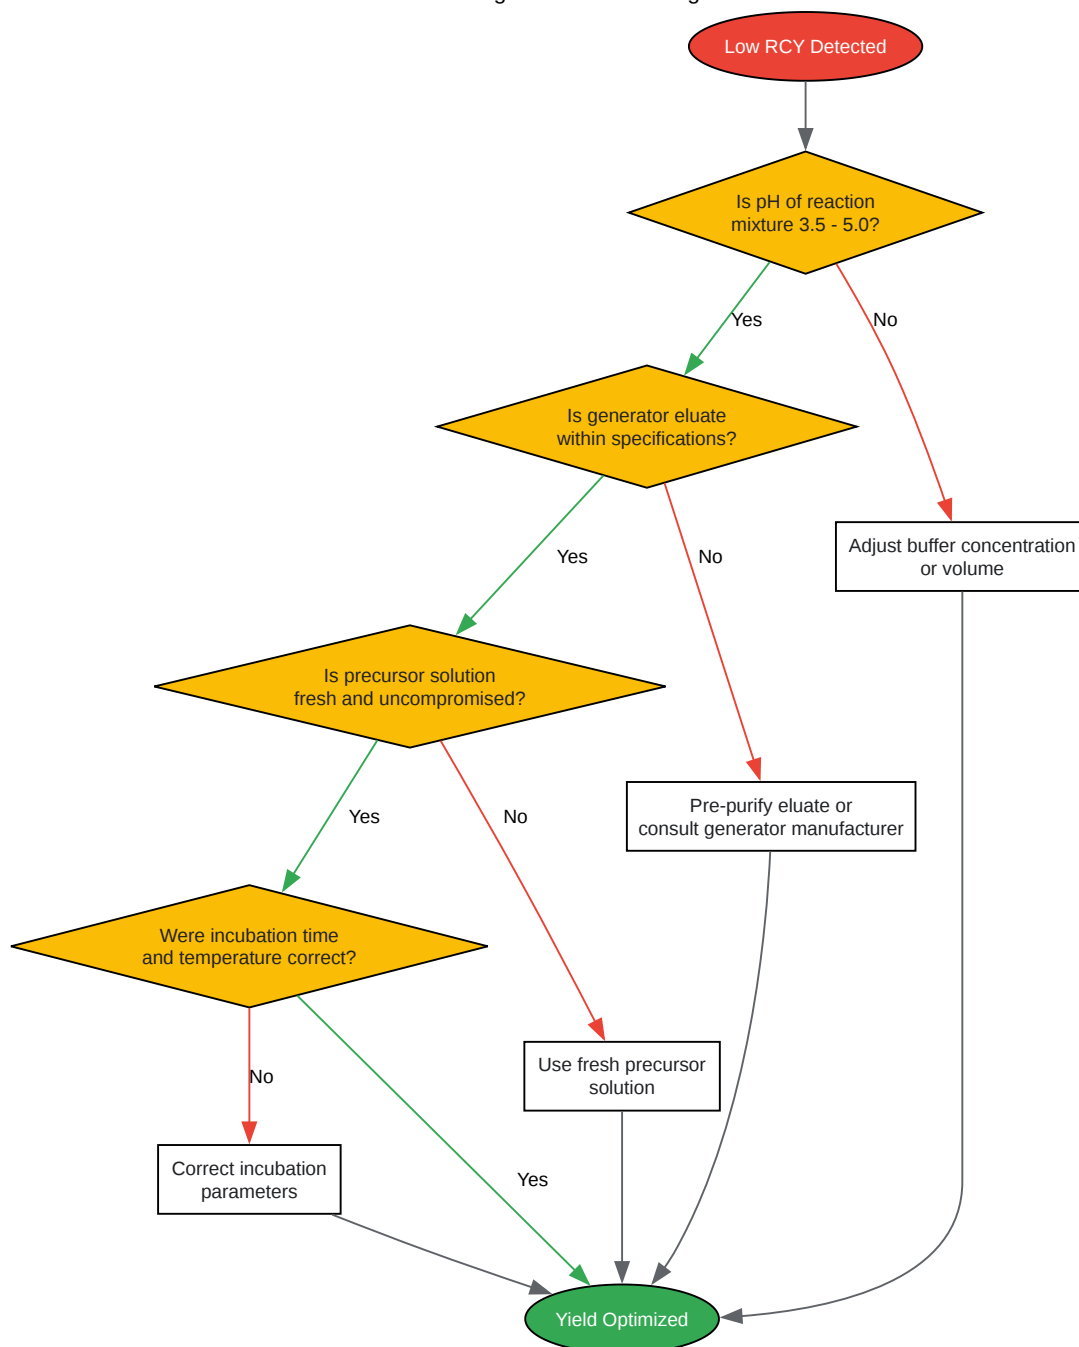 Low RCY Detected
Is pH of reaction
mixture 3.5 - 5.0?
Yes
No
Is generator eluate
within specifications?
Yes
No
Adjust buffer concentration
or volume
Is precursor solution
fresh and uncompromised?
Yes
No
Pre-purify eluate or
consult generator manufacturer
Were incubation time
and temperature correct?
No
Yes
Use fresh precursor
solution
Correct incubation
parameters
Yield Optimized